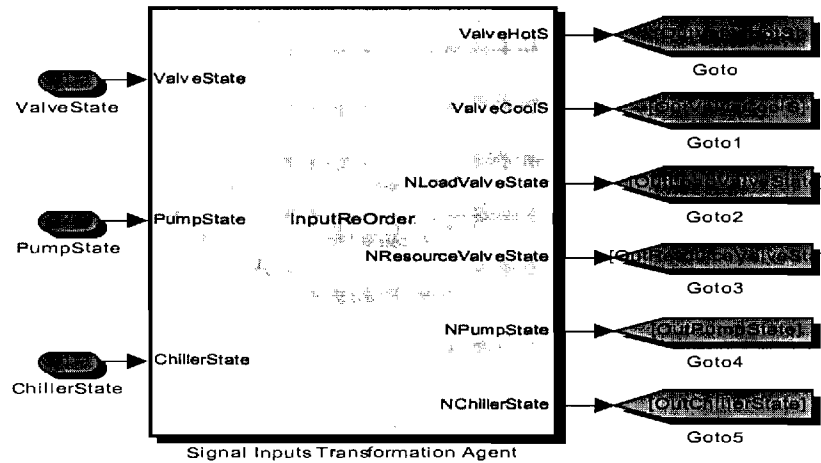 ValveHotS
Goto
ValveState
ValveState
ValveCoolS
Goto1
NLoadValveState
Goto2
PumpState
PumpState
InputReOrder
NResourceValveState
Goto3
NPumpState
[OutPumpState]
Goto4
ChillerState
ChillerState
NChillerState
[OutChillerState]
Goto5
Signal Inputs Transformation Agent